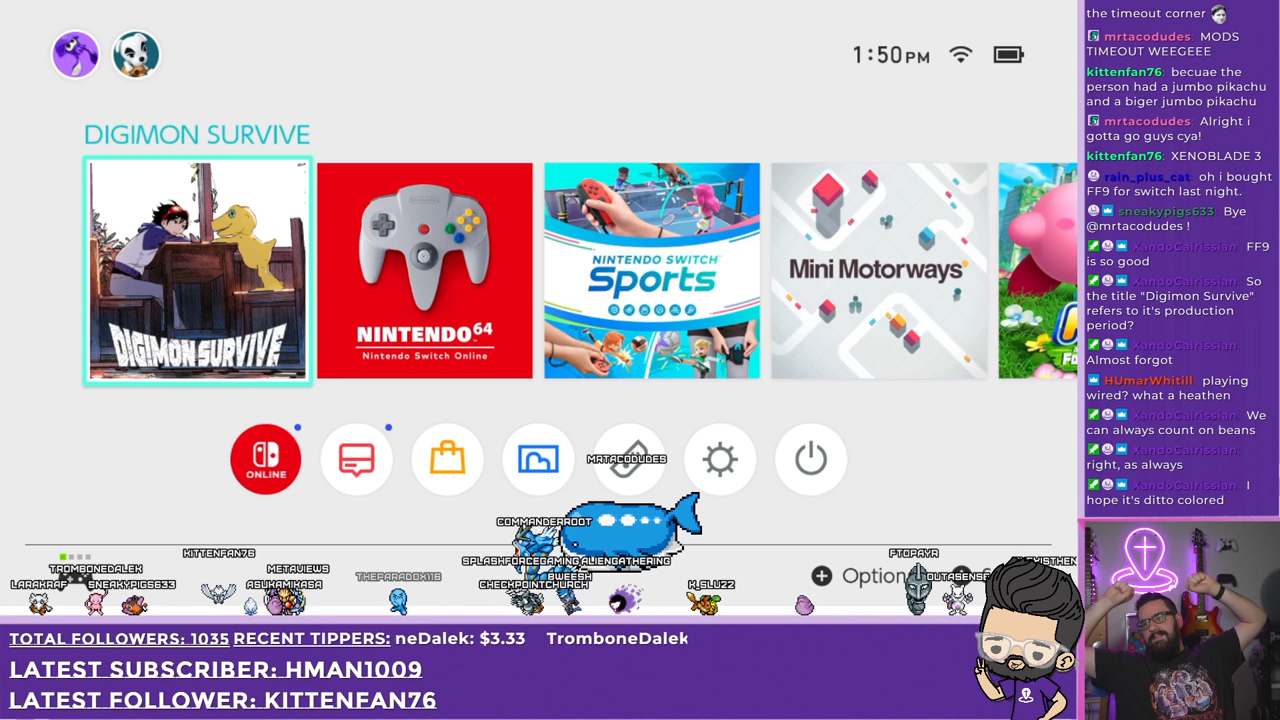 1:50PM
DIGIMON SURVIVE
DIGIMON SURVIVE
NINTENDO 64
Nintendo Switch Online
NINTENDO SWITCH
Sports
Mini Motorways
ONLINE
MRTACODUDES
COMMANDERROOT
KITTENFAN76
SPLASHFORCEGAMING
ALIENGATHERING
FTOPAYR
TROMBONEDALEK
METAVIEWS
THEPARADOX116
BWEESH
LARAKRAF
SNEAKYPIGS633
ASUKAMIKASA
CHECKPOINTCHURCH
K_SLUZZ
Option
TOTAL FOLLOWERS: 1035 RECENT TIPPERS: neDalek: $3.33 TromboneDalek
LATEST SUBSCRIBER: HMAN1009
LATEST FOLLOWER: KITTENFAN76
the timeout corner
mrtacodudes: MODS
TIMEOUT WEEGEEE
kittenfan76: becuae the
person had a jumbo pikachu
and a biger jumbo pikachu
mrtacodudes: Alright i
gotta go guys cya!
kittenfan76: XENOBLADE 3
rain_plus_cat: oh i bought
FF9 for switch last night.
sneakypigs633: Bye
@mrtacodudes !
XandoCalrissian: FF9
is so good
XandoCalrissian: So
the title "Digimon Survive"
refers to it's production
period?
XandoCalrissian:
Almost forgot
HUmarWhitill: playing
wired? what a heathen
XandoCalrissian: We
can always count on beans
XandoCalrissian:
right, as always
XandoCalrissian: I
hope it's ditto colored